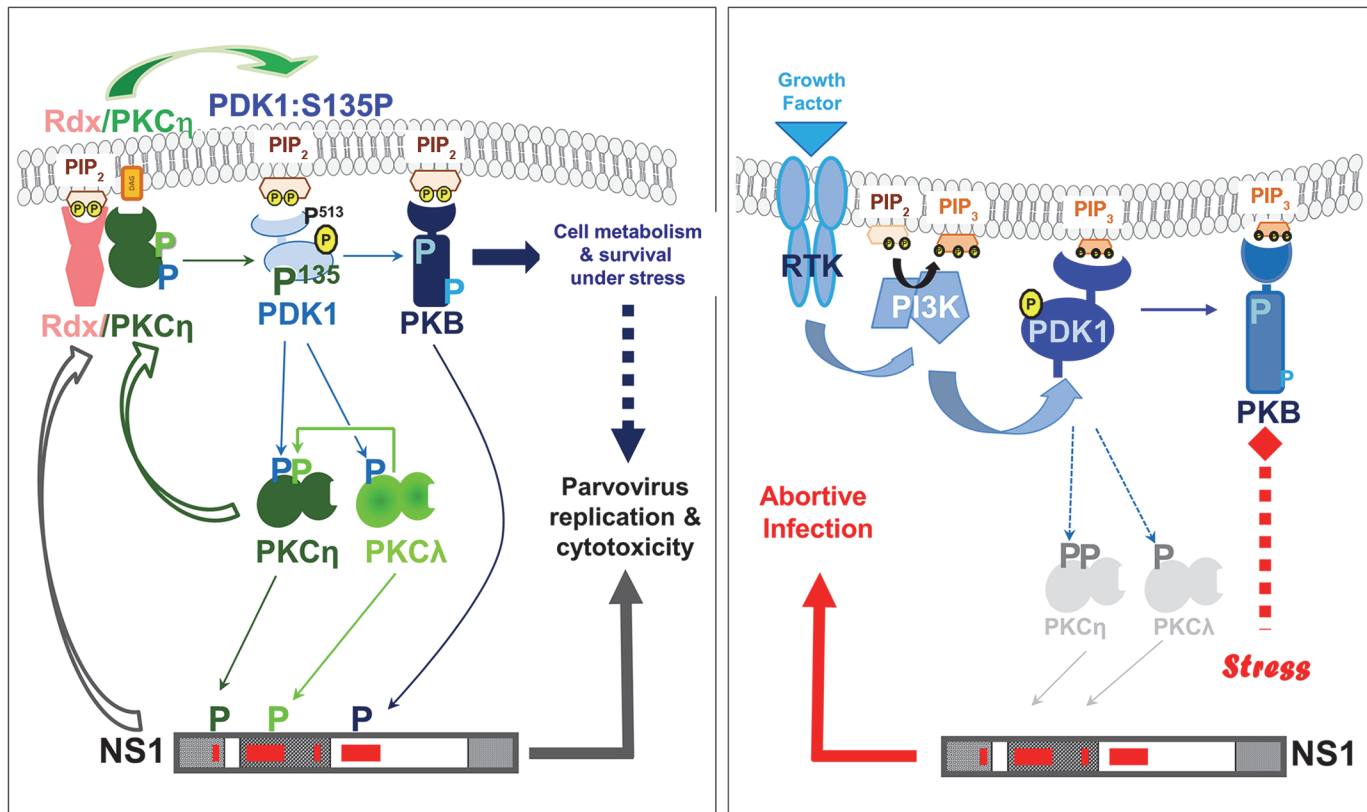 Rdx/PKCη
PDK1:S135P
PIP2
DAG
PIP2
PIP2
P P
P P
P P
P
P
P513
P
P135
P
P
Rdx/PKCη
PDK1
PKB
Cell metabolism
& survival
under stress
P
P
P
PKCη
PKCλ
Parvovirus
replication &
cytotoxicity
P
P
P
NS1
Growth
Factor
RTK
PIP2
PIP3
PIP3
PIP3
P P
P P P
P P P
P P P
PI3K
P
PDK1
P
P
PKB
Abortive
Infection
PP
P
PKCη
PKCλ
Stress
NS1